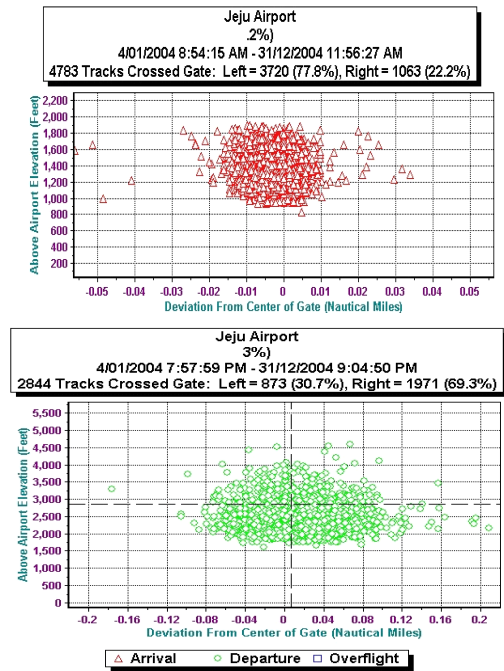 Jeju Airport
.2%)
4/01/2004 8:54:15 AM - 31/12/2004 11:56:27 AM
4783 Tracks Crossed Gate: Left = 3720 (77.8%), Right = 1063 (22.2%)
Above Airport Elevation (Feet)
2,200
2,000
1,800
1,600
1,400
1,200
1,000
800
600
400
200
-0.05 -0.04 -0.03 -0.02 -0.01 0 0.01 0.02 0.03 0.04 0.05
Deviation From Center of Gate (Nautical Miles)
Jeju Airport
3%)
4/01/2004 7:57:59 PM - 31/12/2004 9:04:50 PM
2844 Tracks Crossed Gate: Left = 873 (30.7%), Right = 1971 (69.3%)
Above Airport Elevation (Feet)
5,500
5,000
4,500
4,000
3,500
3,000
2,500
2,000
1,500
1,000
500
0
-0.2 -0.16 -0.12 -0.08 -0.04 0 0.04 0.08 0.12 0.16 0.2
Deviation From Center of Gate (Nautical Miles)
Arrival Departure Overflight